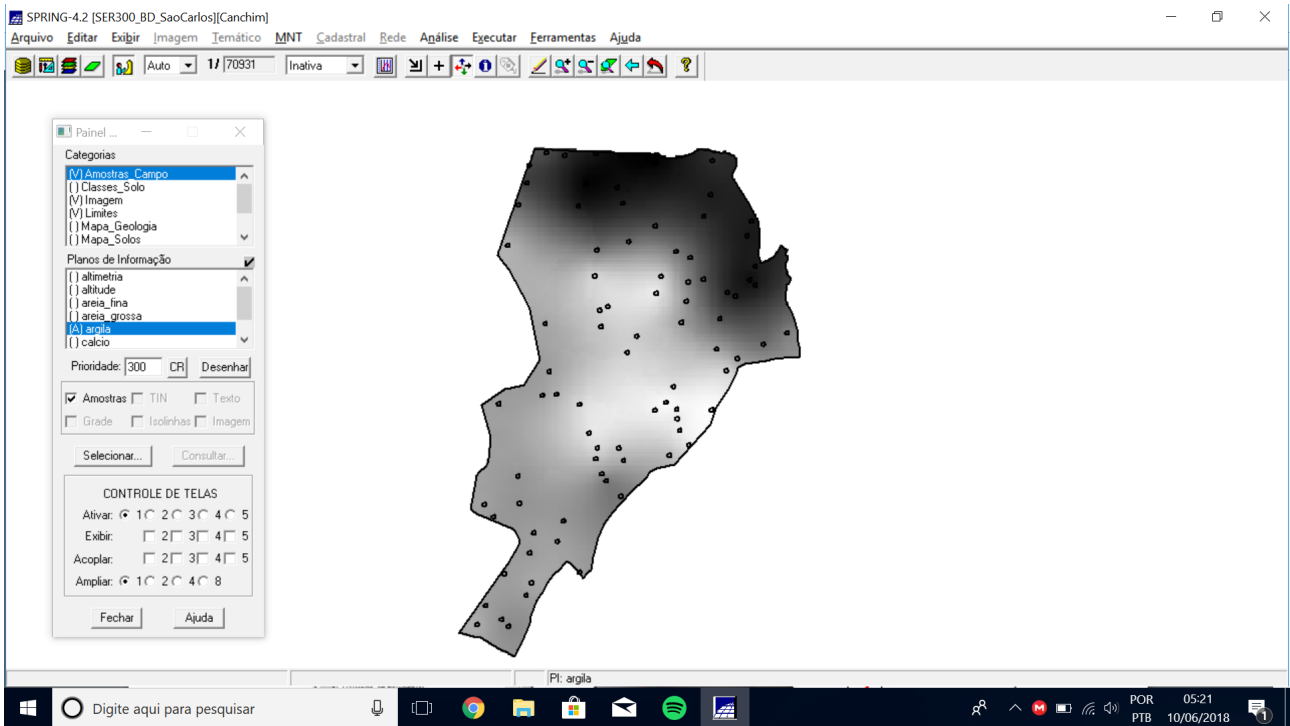 SPRING-4.2 [SER300_BD_SaoCarlos][Canchim]
Arquivo Editar Exibir Imagem Temático MNT Cadastral Rede Análise Executar Ferramentas Ajuda
Auto 1/ 70931 Inativa
Painel ...
Categorias
(V) Amostras_Campo
( ) Classes_Solo
(V) Imagem
(V) Limites
( ) Mapa_Geologia
( ) Mapa_Solos
Planos de Informação
( ) altimetria
( ) altitude
( ) areia_fina
( ) areia_grossa
(A) argila
( ) calcio
Prioridade: 300 CR Desenhar
Amostras TIN Texto
Grade Isolinhas Imagem
Selecionar... Consultar...
CONTROLE DE TELAS
Ativar: 1 2 3 4 5
Exibir: 2 3 4 5
Acoplar: 2 3 4 5
Ampliar: 1 2 4 8
Fechar Ajuda
PI: argila
Digite aqui para pesquisar
POR 05:21
PTB 10/06/2018
1